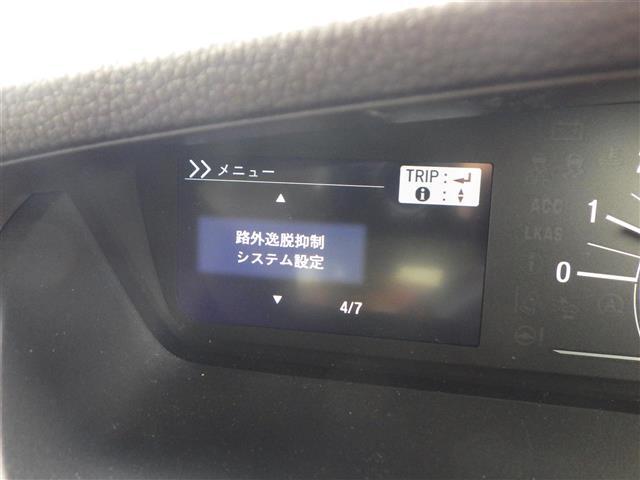 メニュー
TRIP :
:
路外逸脱抑制
システム設定
4/7
ACC
LKAS
1
0